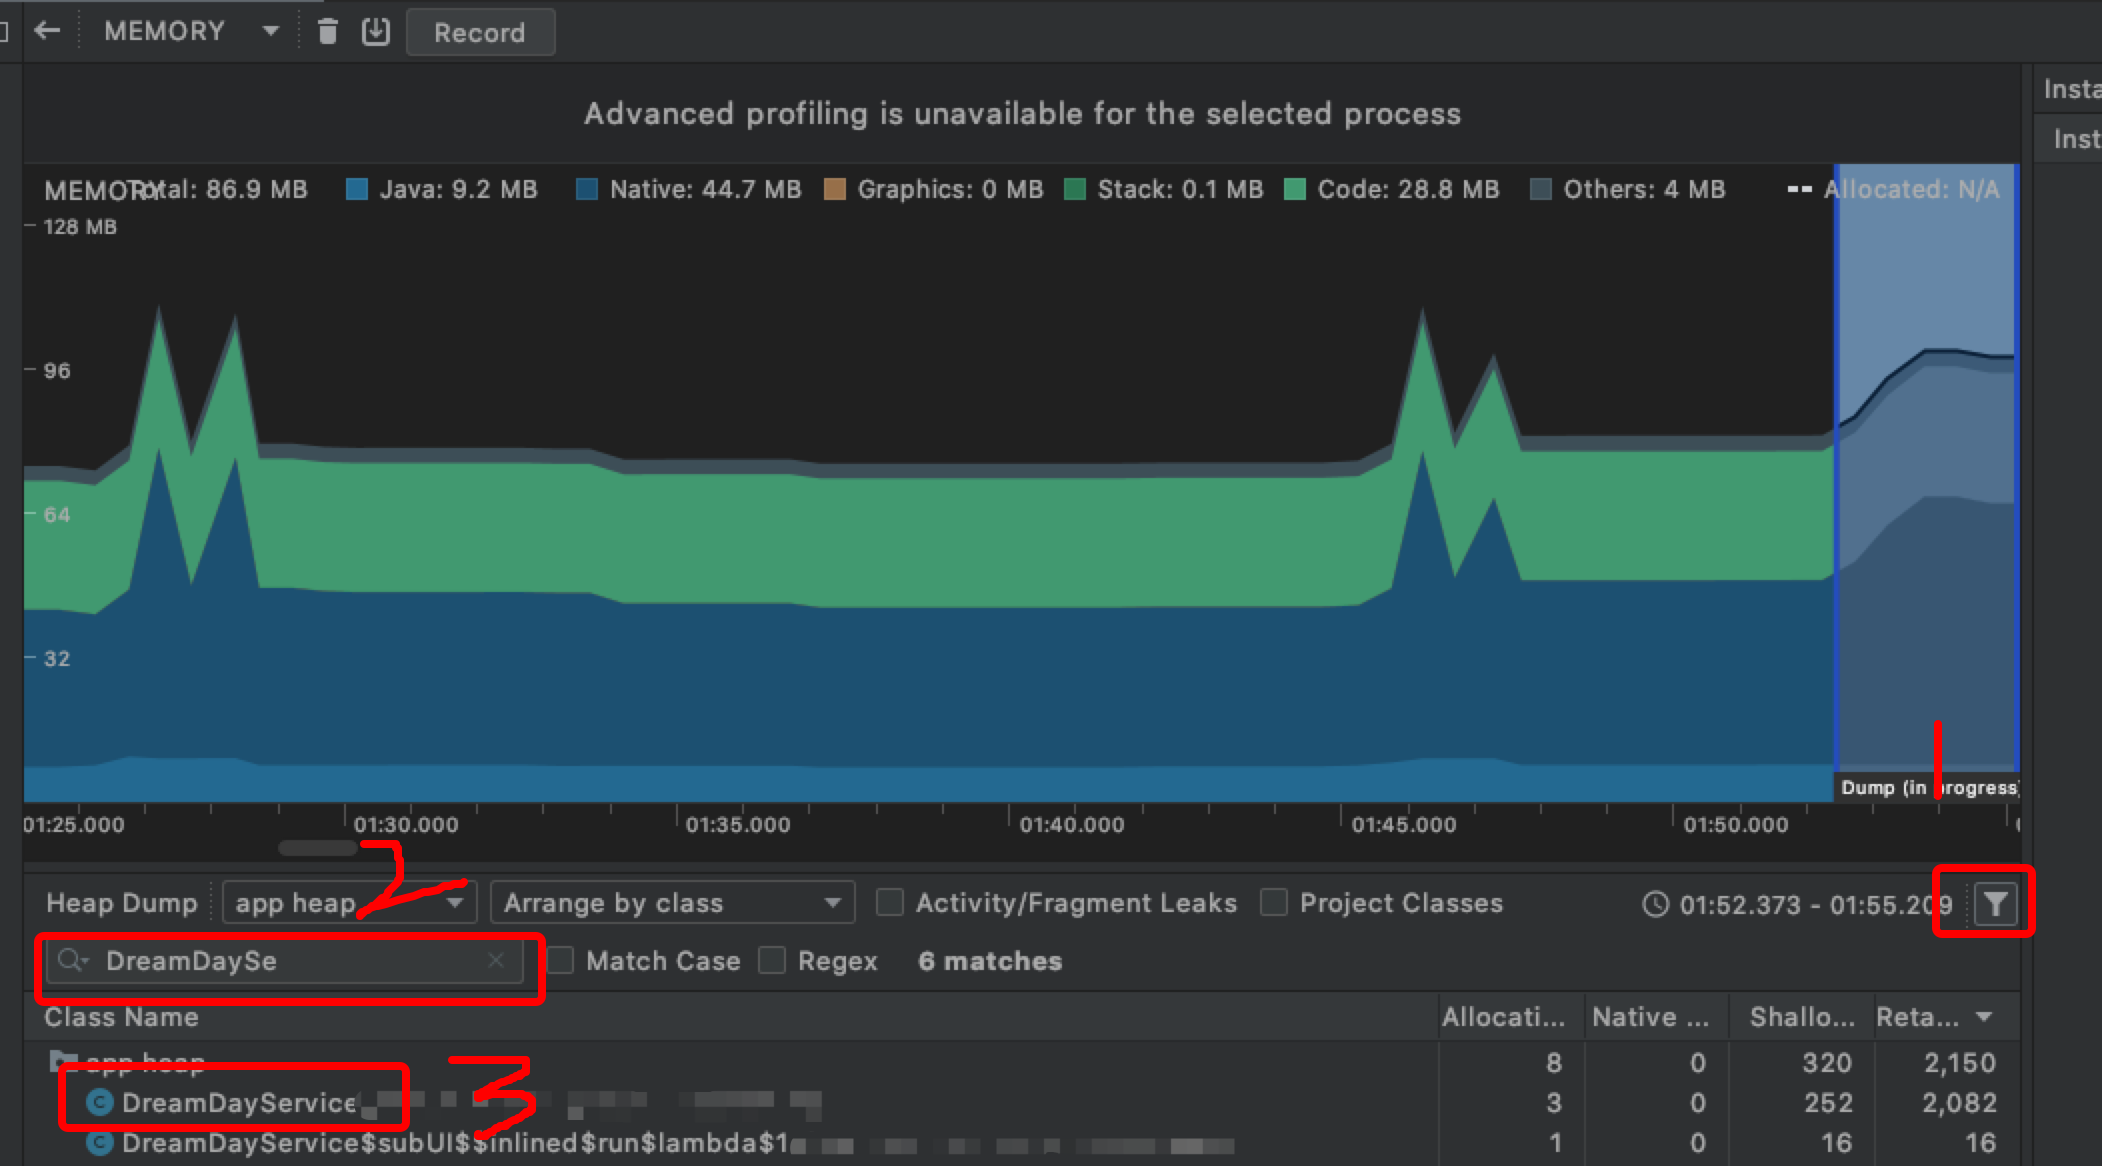 MEMORY Record
Insta
Advanced profiling is unavailable for the selected process
Inst
MEMORY Total: 86.9 MB Java: 9.2 MB Native: 44.7 MB Graphics: 0 MB Stack: 0.1 MB Code: 28.8 MB Others: 4 MB Allocated: N/A
128 MB
96
64
32
Dump (in progress)
01:25.000 01:30.000 01:35.000 01:40.000 01:45.000 01:50.000
1
2
Heap Dump app heap Arrange by class Activity/Fragment Leaks Project Classes 01:52.373 - 01:55.209
DreamDaySe Match Case Regex 6 matches
Class Name Allocati... Native ... Shallo... Reta...
app heap 8 0 320 2,150
3
DreamDayService 3 0 252 2,082
DreamDayService$subUI$$inlined$run$lambda$1 1 0 16 16